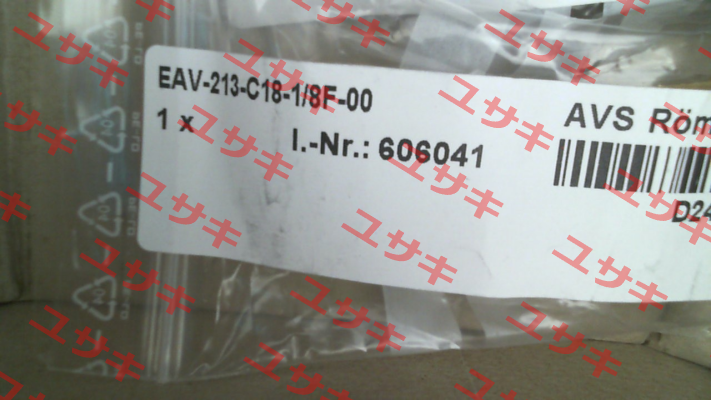 EAV-213-C18-1/8F-00
1 x
I.-Nr.: 606041
AVS Röm
D24
ユサキ